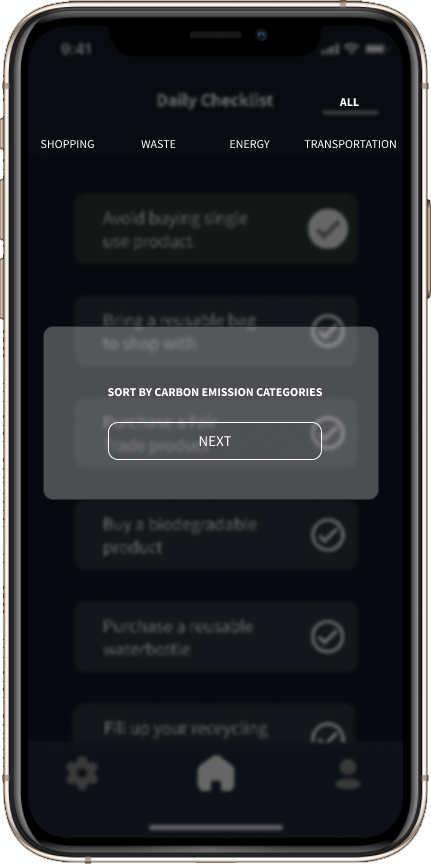 9:41
Daily Checklist
ALL
SHOPPING WASTE ENERGY TRANSPORTATION
Avoid buying single
use product
Bring a reusable bag
to shop with
SORT BY CARBON EMISSION CATEGORIES
Purchase a Fair
Trade product
NEXT
Buy a biodegradable
product
Purchase a reusable
waterbottle
Fill up your recycling